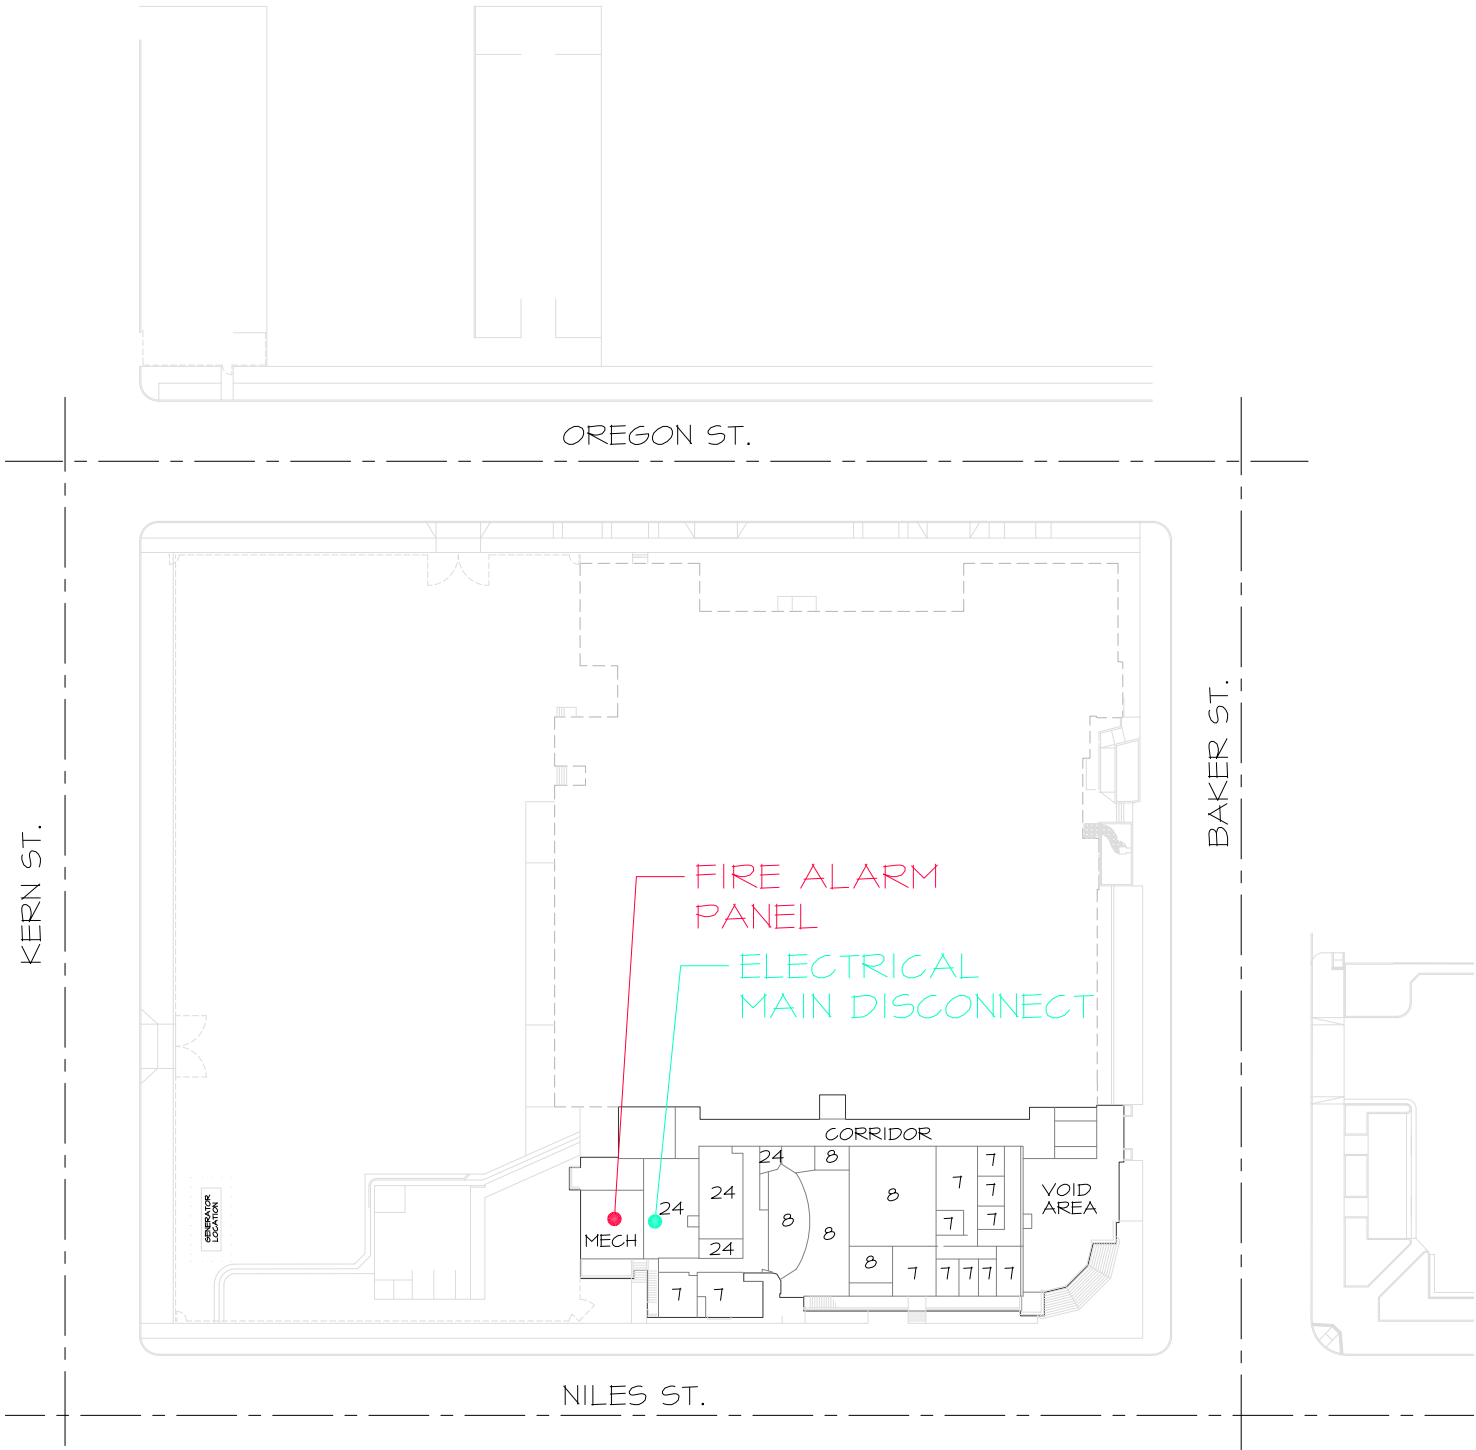 OREGON ST.
KERN ST.
BAKER ST.
FIRE ALARM
PANEL
ELECTRICAL
MAIN DISCONNECT
CORRIDOR
24
8
7
24
24
8
7
7
VOID
AREA
8
8
7
7
MECH
24
8
7
7
7
7
7
7
7
GENERATOR
LOCATION
NILES ST.